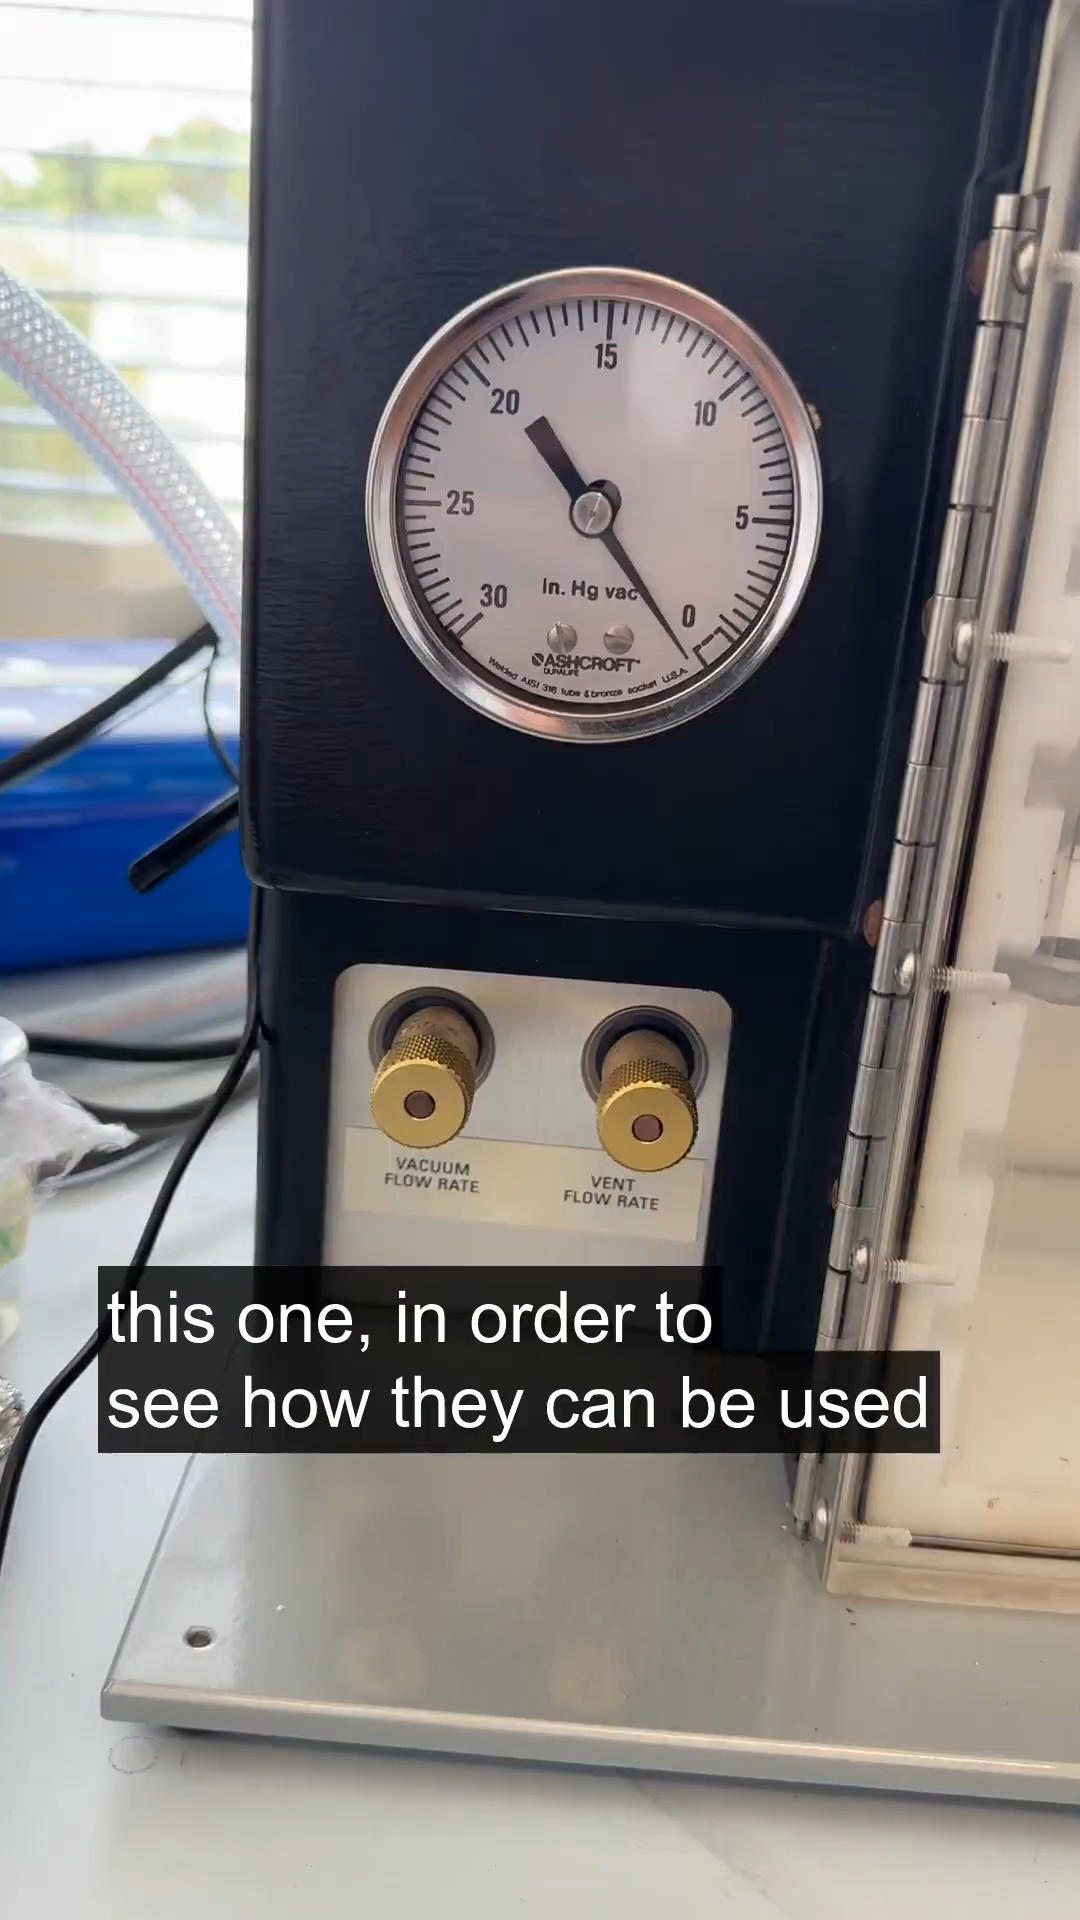 15
20
10
25
5
in. Hg vac
30
0
ASHCROFT
DURALIFE
Welded AISI 316 tube & bronze socket U.S.A.
VACUUM
FLOW RATE
VENT
FLOW RATE
this one, in order to
see how they can be used